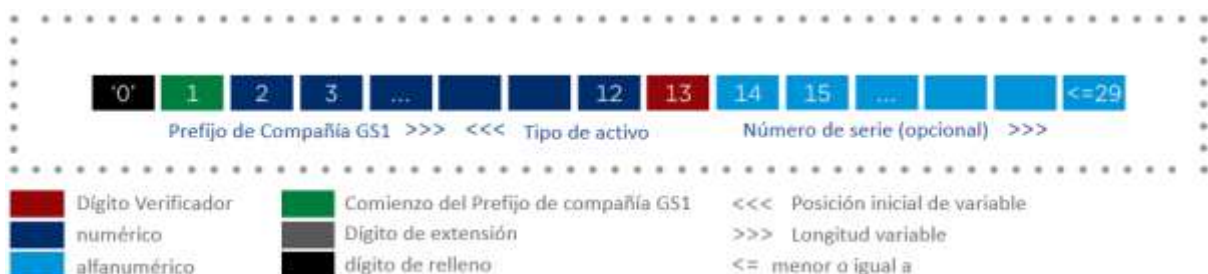 '0' 1 2 3 ... 12 13 14 15 ... <=29
Prefijo de Compañía GS1 >>> <<< Tipo de activo Número de serie (opcional) >>>
Dígito Verificador Comienzo del Prefijo de compañía GS1 <<< Posición inicial de variable
numérico Dígito de extensión >>> Longitud variable
alfanumérico dígito de relleno <= menor o igual a